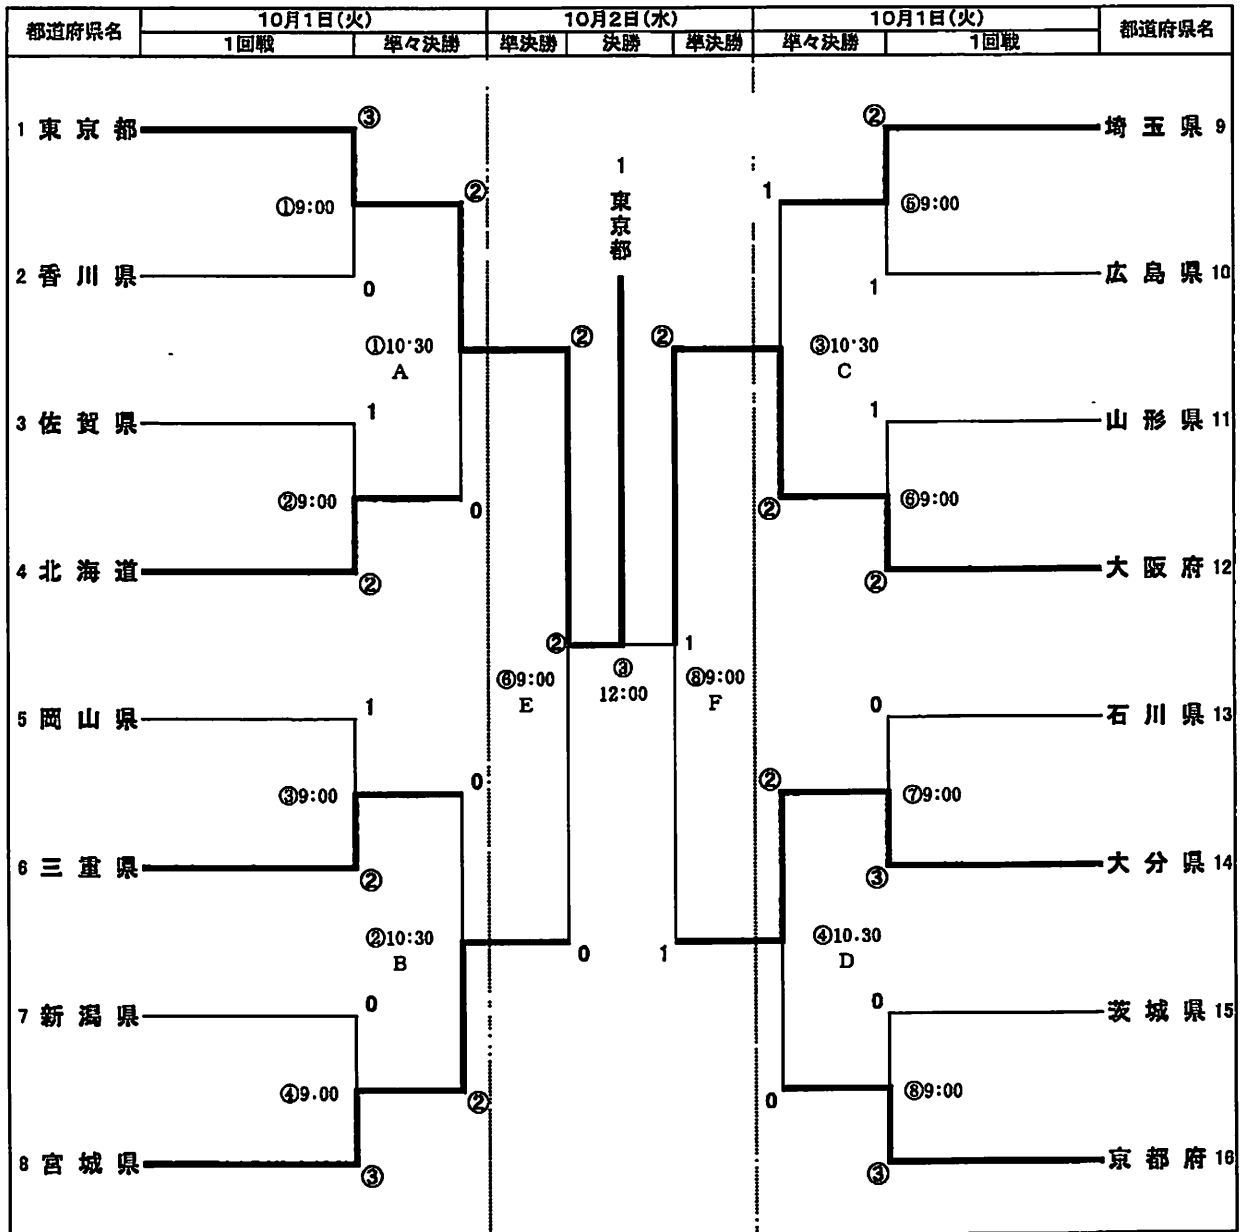 都道府県名 10月1日(火) 10月2日(水) 10月1日(火) 都道府県名
1回戦 準々決勝 準決勝 決勝 準決勝 準々決勝 1回戦
1 東京都 ③ ② 埼玉県 9
② 1 東京都 1
①9:00 ⑤9:00
2 香川県 0 1 広島県 10
①10·30 ② ② ③10·30
A C
3 佐賀県 1 1 山形県 11
②9:00 0 ② ⑥9:00
4 北海道 ② ② 大阪府 12
② 1
⑥9:00 ③ ⑧9:00
E 12:00 F
5 岡山県 1 0 石川県 13
③9:00 0 ② ⑦9:00
6 三重県 ② ③ 大分県 14
②10:30 0 1 ④10.30
B D
7 新潟県 0 0 茨城県 15
④9.00 ② 0 ⑧9:00
8 宮城県 ③ ③ 京都府 16